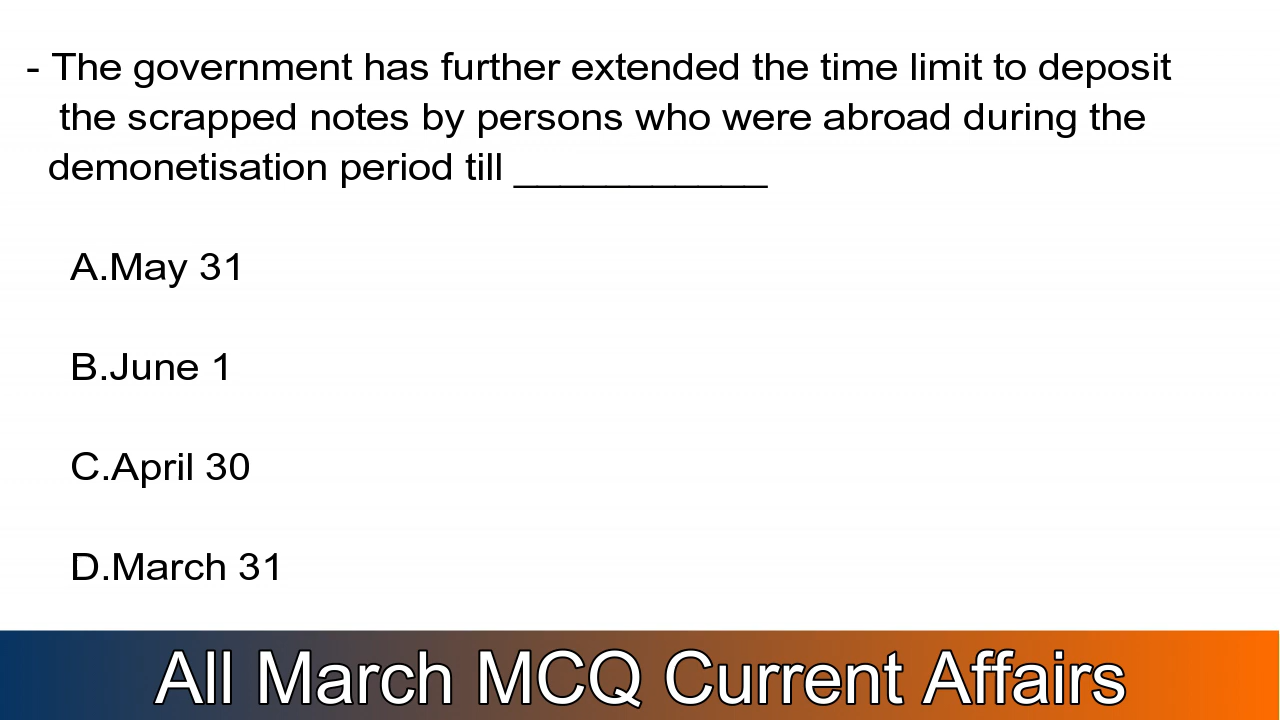 - The government has further extended the time limit to deposit
the scrapped notes by persons who were abroad during the
demonetisation period till ___________
A.May 31
B.June 1
C.April 30
D.March 31
All March MCQ Current Affairs